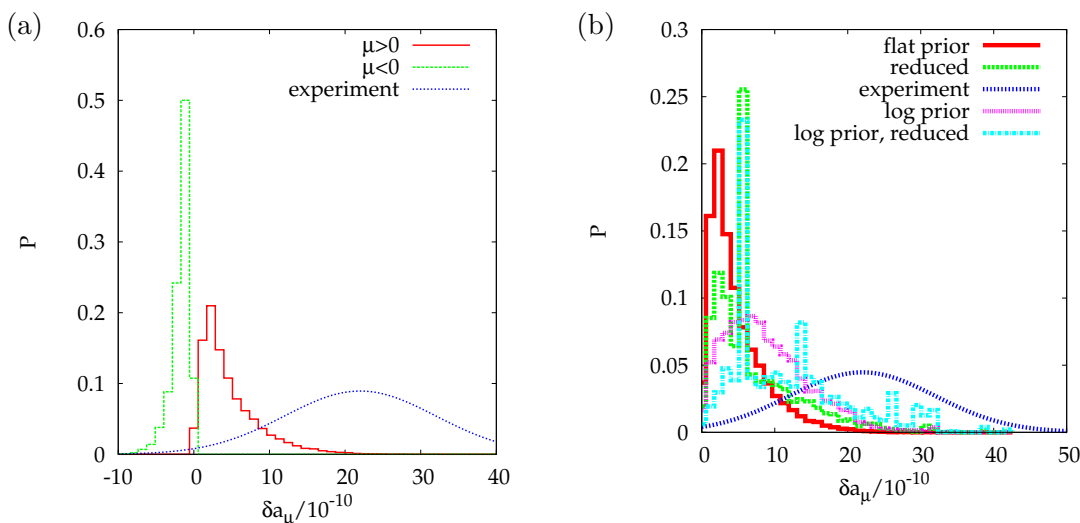 (a)
P
0.6
0.5
0.4
0.3
0.2
0.1
0
-10
0
10
20
30
40
δaμ/10-10
μ>0
μ<0
experiment
(b)
P
0.3
0.25
0.2
0.15
0.1
0.05
0
0
10
20
30
40
50
δaμ/10-10
flat prior
reduced
experiment
log prior
log prior, reduced